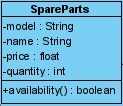 SpareParts
-model : String
-name : String
-price : float
-quantity : int
+availability() : boolean